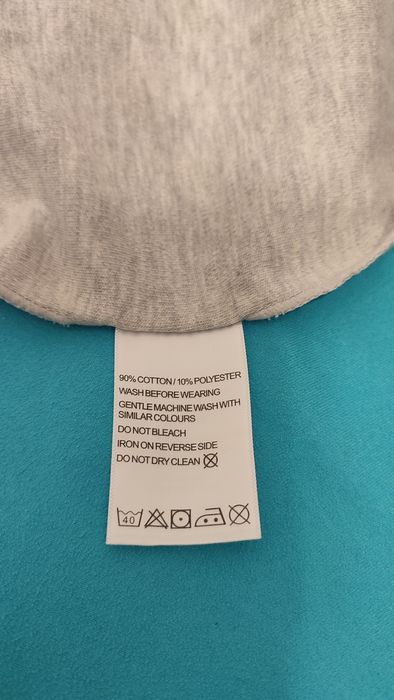 90% COTTON / 10% POLYESTER
WASH BEFORE WEARING
GENTLE MACHINE WASH WITH
SIMILAR COLOURS
DO NOT BLEACH
IRON ON REVERSE SIDE
DO NOT DRY CLEAN
40